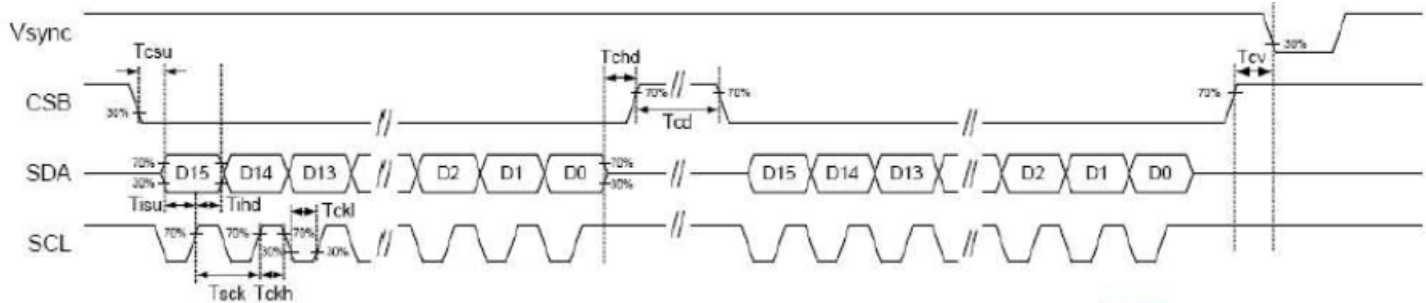 Vsync 30%
Tcsu Tchd Tcv
CSB 30% 70% 70% 70%
Tcd
SDA 70% 30% D15 D14 D13 D2 D1 D0 70% 30% D15 D14 D13 D2 D1 D0
Tisu Tihd Tckl
SCL 70% 70% 30% 70% 30%
Tsck Tckh